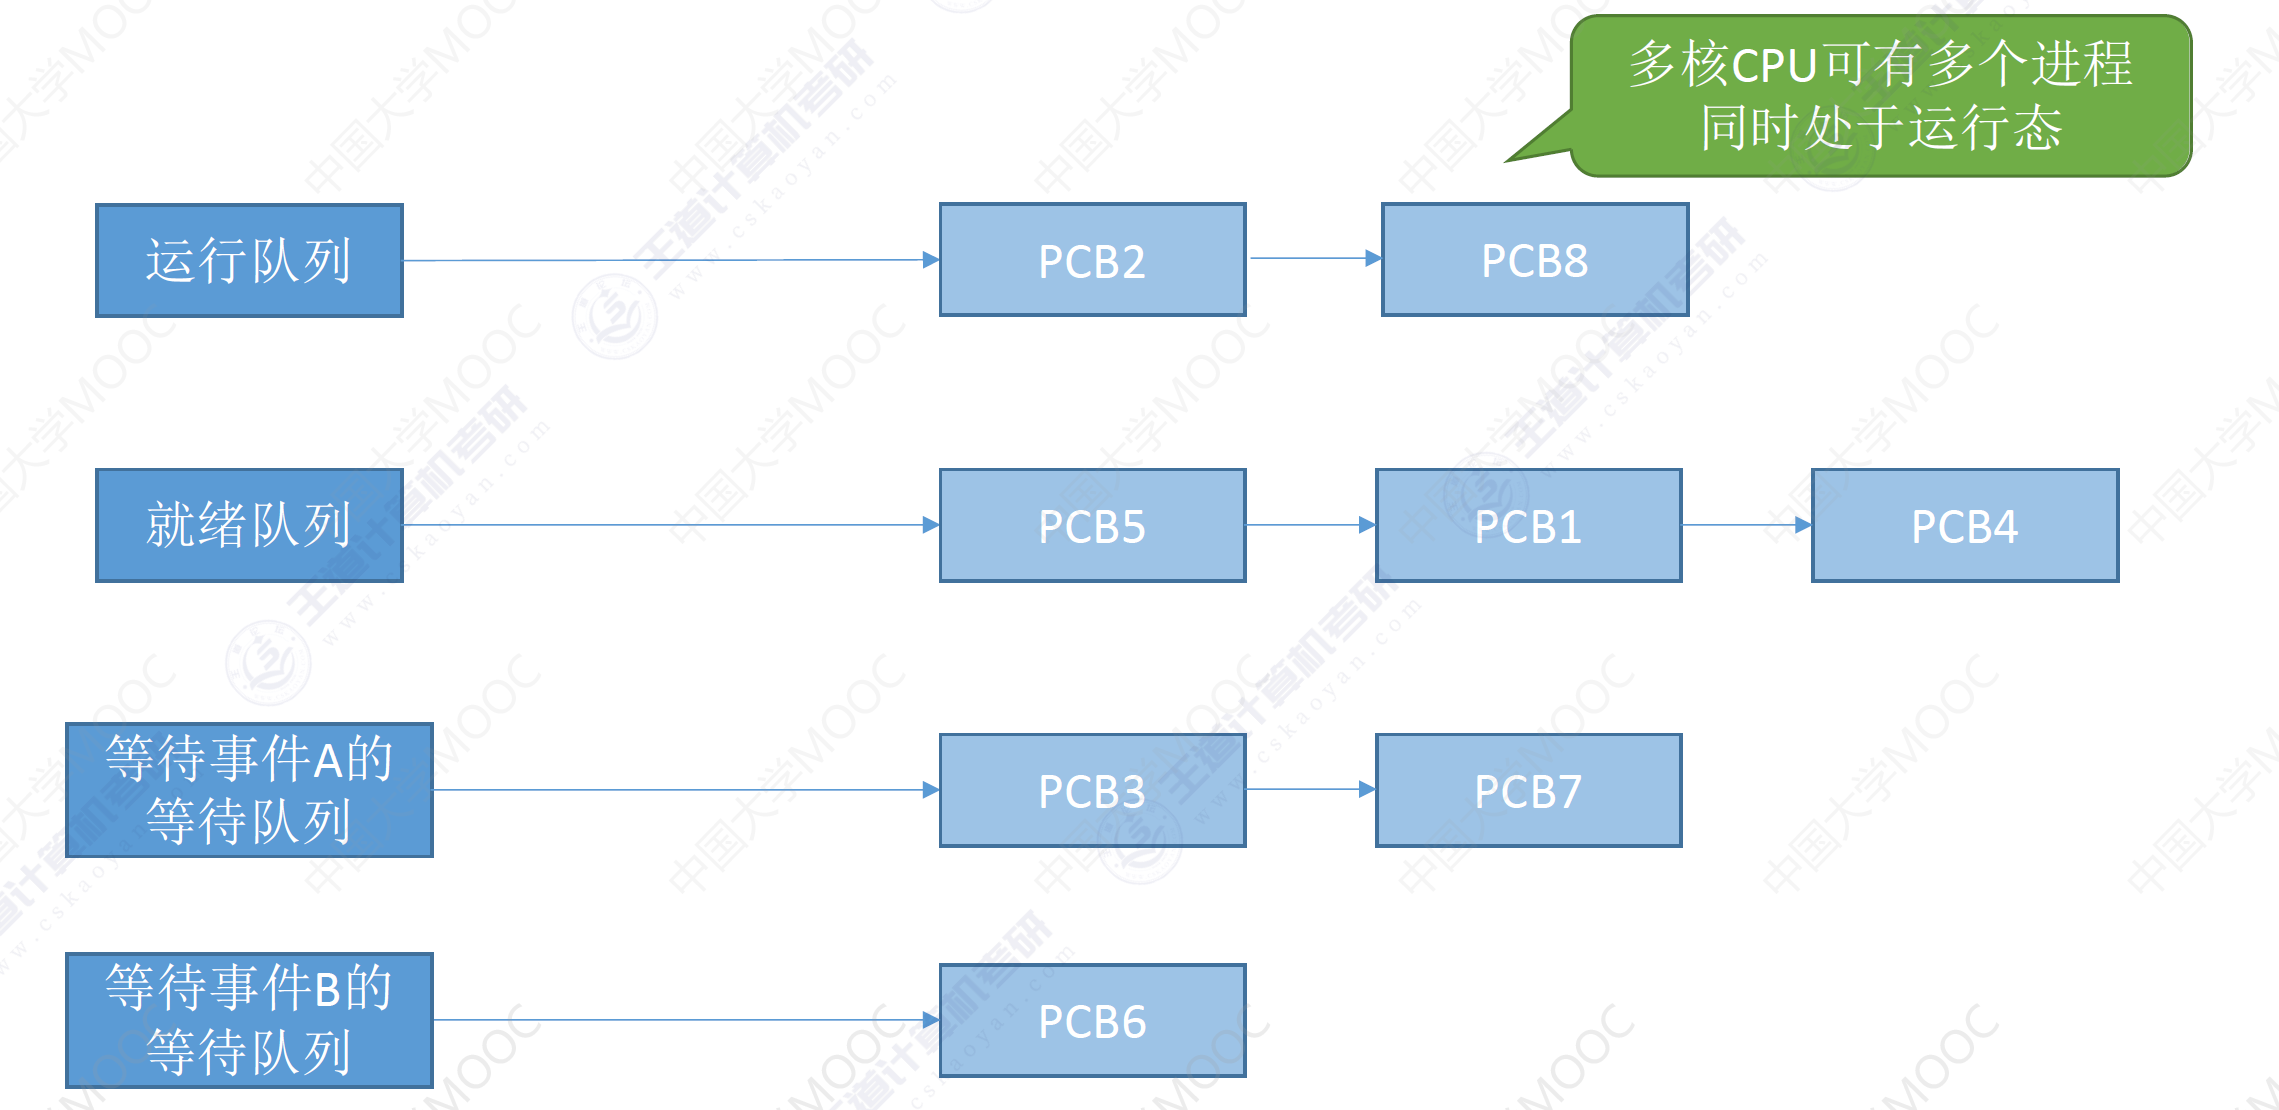 多核CPU可有多个进程
同时处于运行态
运行队列
PCB2
PCB8
就绪队列
PCB5
PCB1
PCB4
等待事件A的
等待队列
PCB3
PCB7
等待事件B的
等待队列
PCB6
中国大学MOOC
王道计算机考研
www.cskaoyan.com